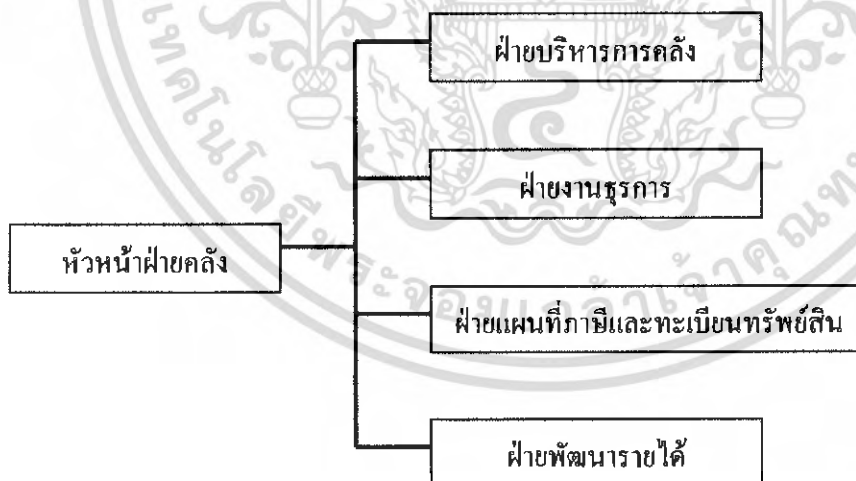 ฝ่ายบริหารการคลัง
ฝ่ายงานธุรการ
หัวหน้าฝ่ายคลัง
ฝ่ายแผนที่ภาษีและทะเบียนทรัพย์สิน
ฝ่ายพัฒนารายได้